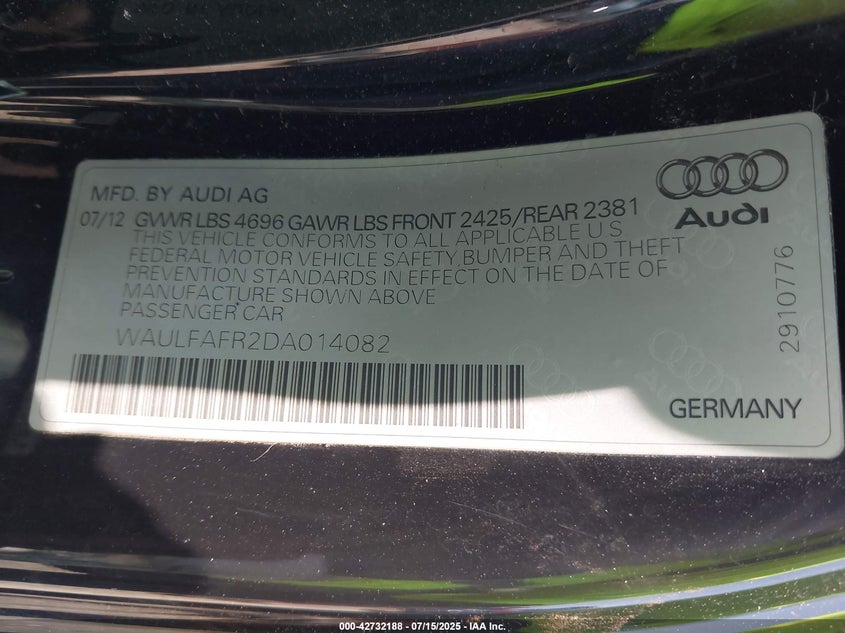 MFD. BY AUDI AG
07/12 GVWR LBS 4696 GAWR LBS FRONT 2425/REAR 2381
THIS VEHICLE CONFORMS TO ALL APPLICABLE U S
FEDERAL MOTOR VEHICLE SAFETY,BUMPER AND THEFT
PREVENTION STANDARDS IN EFFECT ON THE DATE OF
MANUFACTURE SHOWN ABOVE
PASSENGER CAR
WAULFAFR2DA014082
Audi
2910776
GERMANY
000-42732188 - 07/15/2025 - IAA Inc.